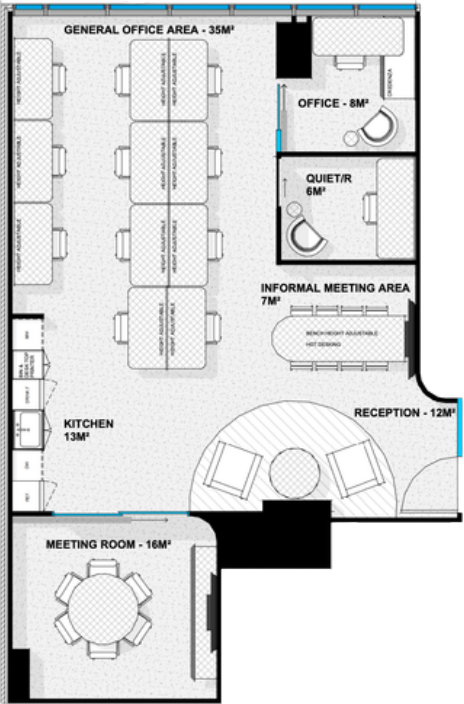 GENERAL OFFICE AREA - 35M²
OFFICE - 8M²
CREDENZA
QUIET/R
6M²
INFORMAL MEETING AREA
7M²
BENCH HEIGHT ADJUSTABLE
HOT DESKING
RECEPTION - 12M²
KITCHEN
13M²
MEETING ROOM - 16M²
HEIGHT ADJUSTABLE
HEIGHT ADJUSTABLE
HEIGHT ADJUSTABLE
HEIGHT ADJUSTABLE
HEIGHT ADJUSTABLE
HEIGHT ADJUSTABLE
HEIGHT ADJUSTABLE
HEIGHT ADJUSTABLE
HEIGHT ADJUSTABLE
HEIGHT ADJUSTABLE
HEIGHT ADJUSTABLE